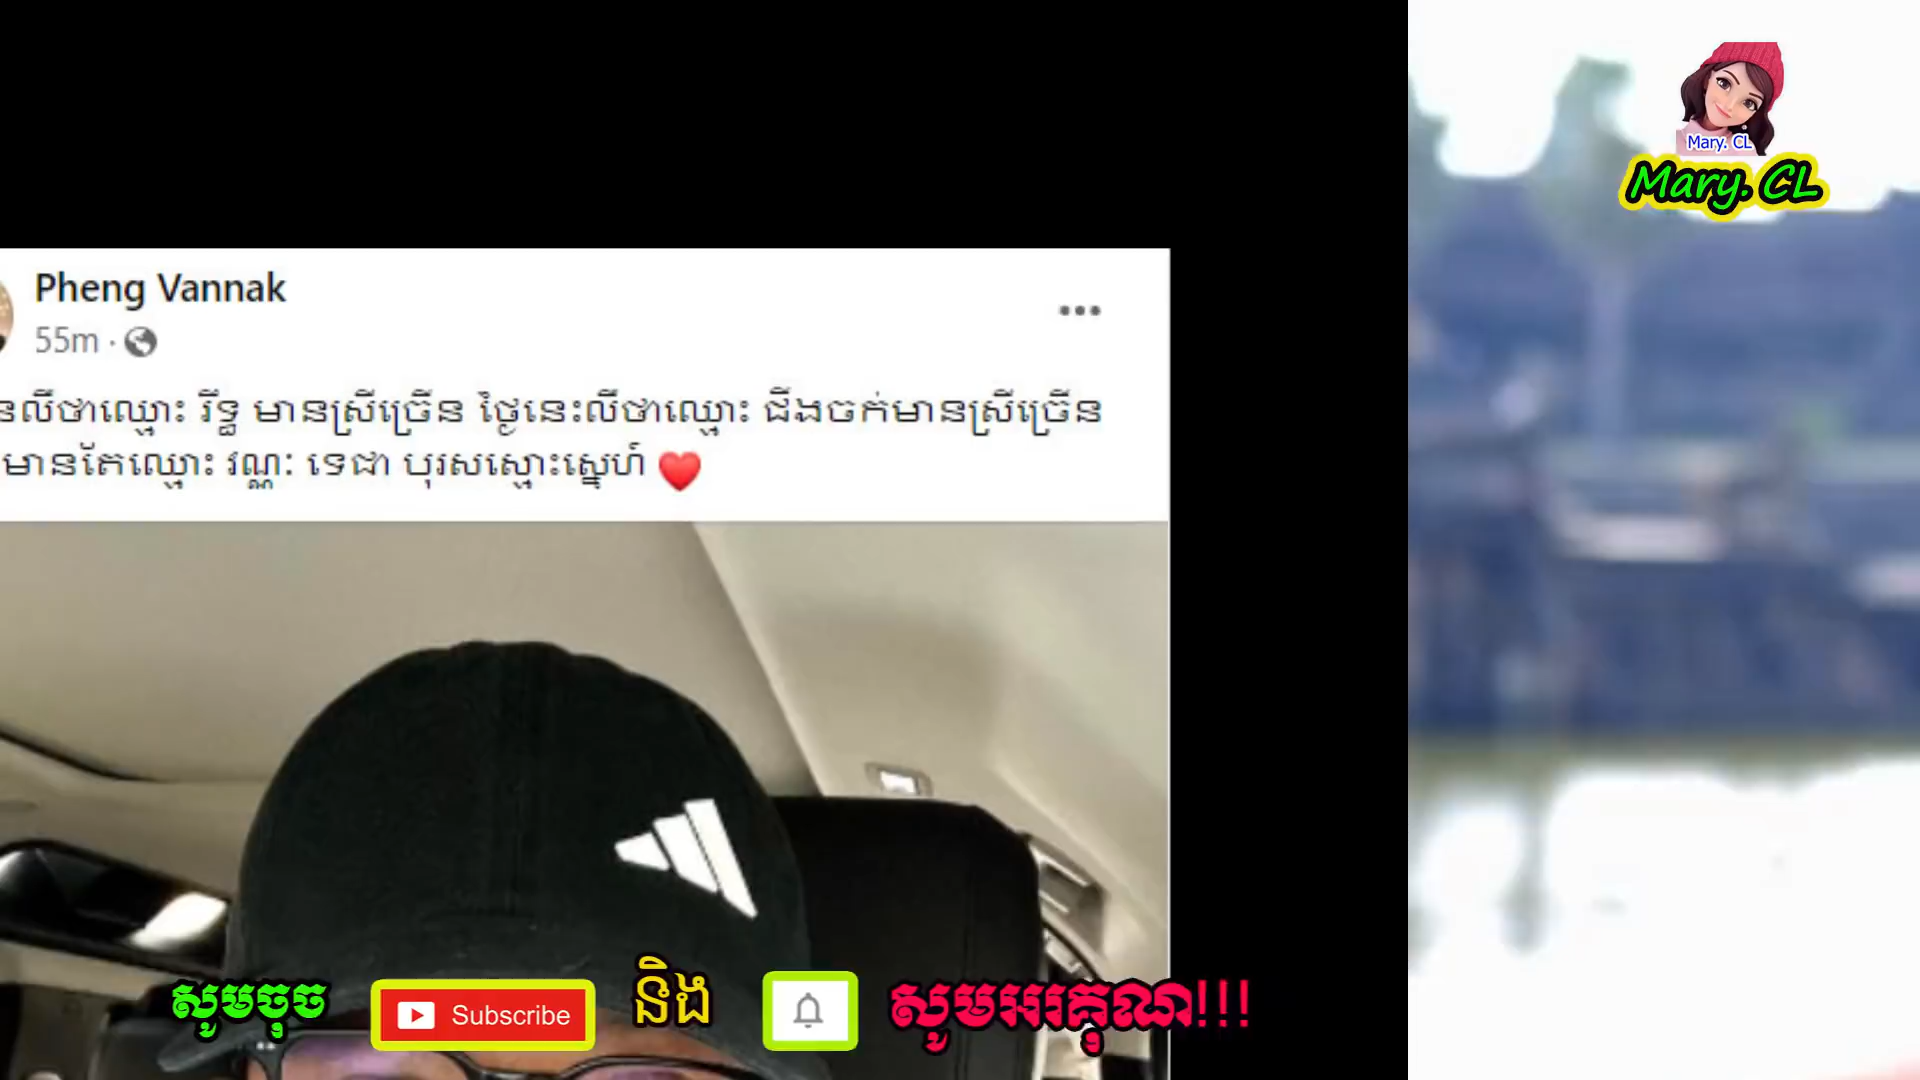 Mary. CL
Mary. CL
Pheng Vannak
55m
លឺថាឈ្មោះ រឹទ្ធ មានស្រីច្រើន ថ្ងៃនេះលឺថាឈ្មោះ ជឹងចក់មានស្រីច្រើន
មានតែឈ្មោះ វណ្ណៈ ទេជា បុរសស្មោះស្នេហ៍ ❤️
សូមចុច Subscribe និង សូមអរគុណ!!!